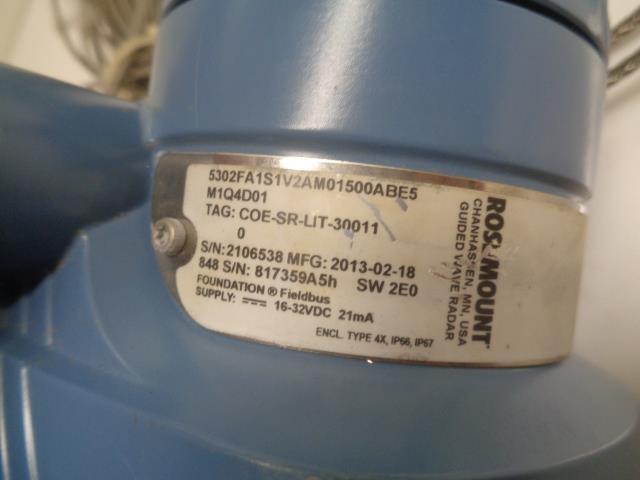 5302FA1S1V2AM01500ABE5
M1Q4D01
TAG: COE-SR-LIT-30011
0
S/N: 2106538 MFG: 2013-02-18
848 S/N: 817359A5h SW 2E0
FOUNDATION ® Fieldbus
SUPPLY: ⎓ 16-32VDC 21mA
ENCL. TYPE 4X, IP66, IP67
ROSEMOUNT
CHANHASSEN, MN, USA
GUIDED WAVE RADAR